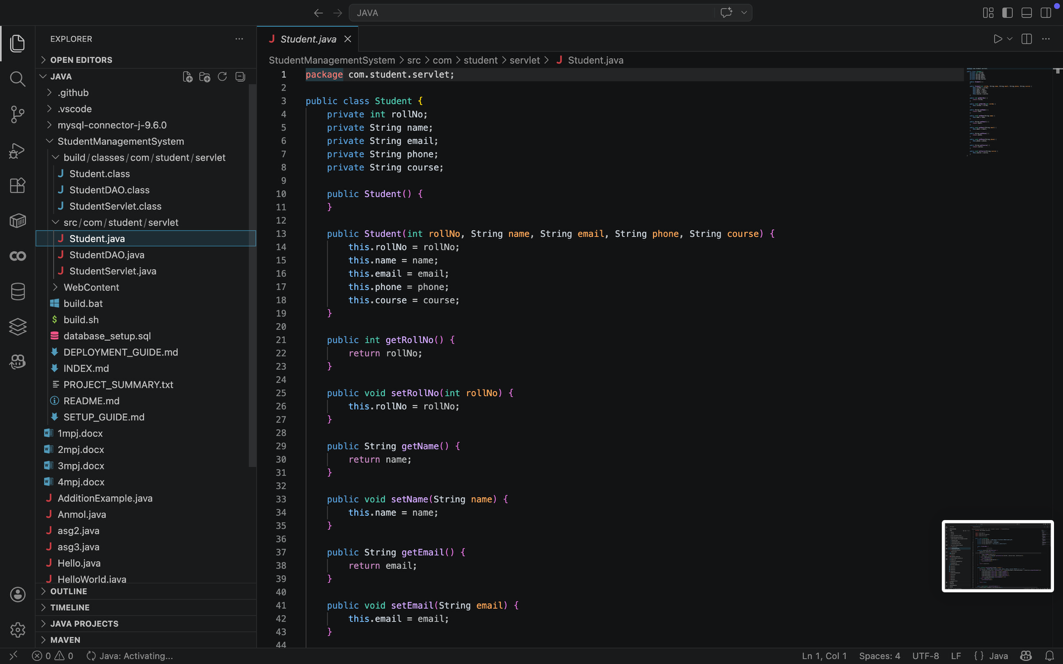 JAVA
EXPLORER
OPEN EDITORS
JAVA
.github
.vscode
mysql-connector-j-9.6.0
StudentManagementSystem
build/classes/com/student/servlet
Student.class
StudentDAO.class
StudentServlet.class
src/com/student/servlet
Student.java
StudentDAO.java
StudentServlet.java
WebContent
build.bat
build.sh
database_setup.sql
DEPLOYMENT_GUIDE.md
INDEX.md
PROJECT_SUMMARY.txt
README.md
SETUP_GUIDE.md
1mpj.docx
2mpj.docx
3mpj.docx
4mpj.docx
AdditionExample.java
Anmol.java
asg2.java
asg3.java
Hello.java
HelloWorld.java
OUTLINE
TIMELINE
JAVA PROJECTS
MAVEN
Student.java
StudentManagementSystem > src > com > student > servlet > Student.java
1 package com.student.servlet;
2
3 public class Student {
4 private int rollNo;
5 private String name;
6 private String email;
7 private String phone;
8 private String course;
9
10 public Student() {
11 }
12
13 public Student(int rollNo, String name, String email, String phone, String course) {
14 this.rollNo = rollNo;
15 this.name = name;
16 this.email = email;
17 this.phone = phone;
18 this.course = course;
19 }
20
21 public int getRollNo() {
22 return rollNo;
23 }
24
25 public void setRollNo(int rollNo) {
26 this.rollNo = rollNo;
27 }
28
29 public String getName() {
30 return name;
31 }
32
33 public void setName(String name) {
34 this.name = name;
35 }
36
37 public String getEmail() {
38 return email;
39 }
40
41 public void setEmail(String email) {
42 this.email = email;
43 }
44
0 0 Java: Activating...
Ln 1, Col 1 Spaces: 4 UTF-8 LF {} Java